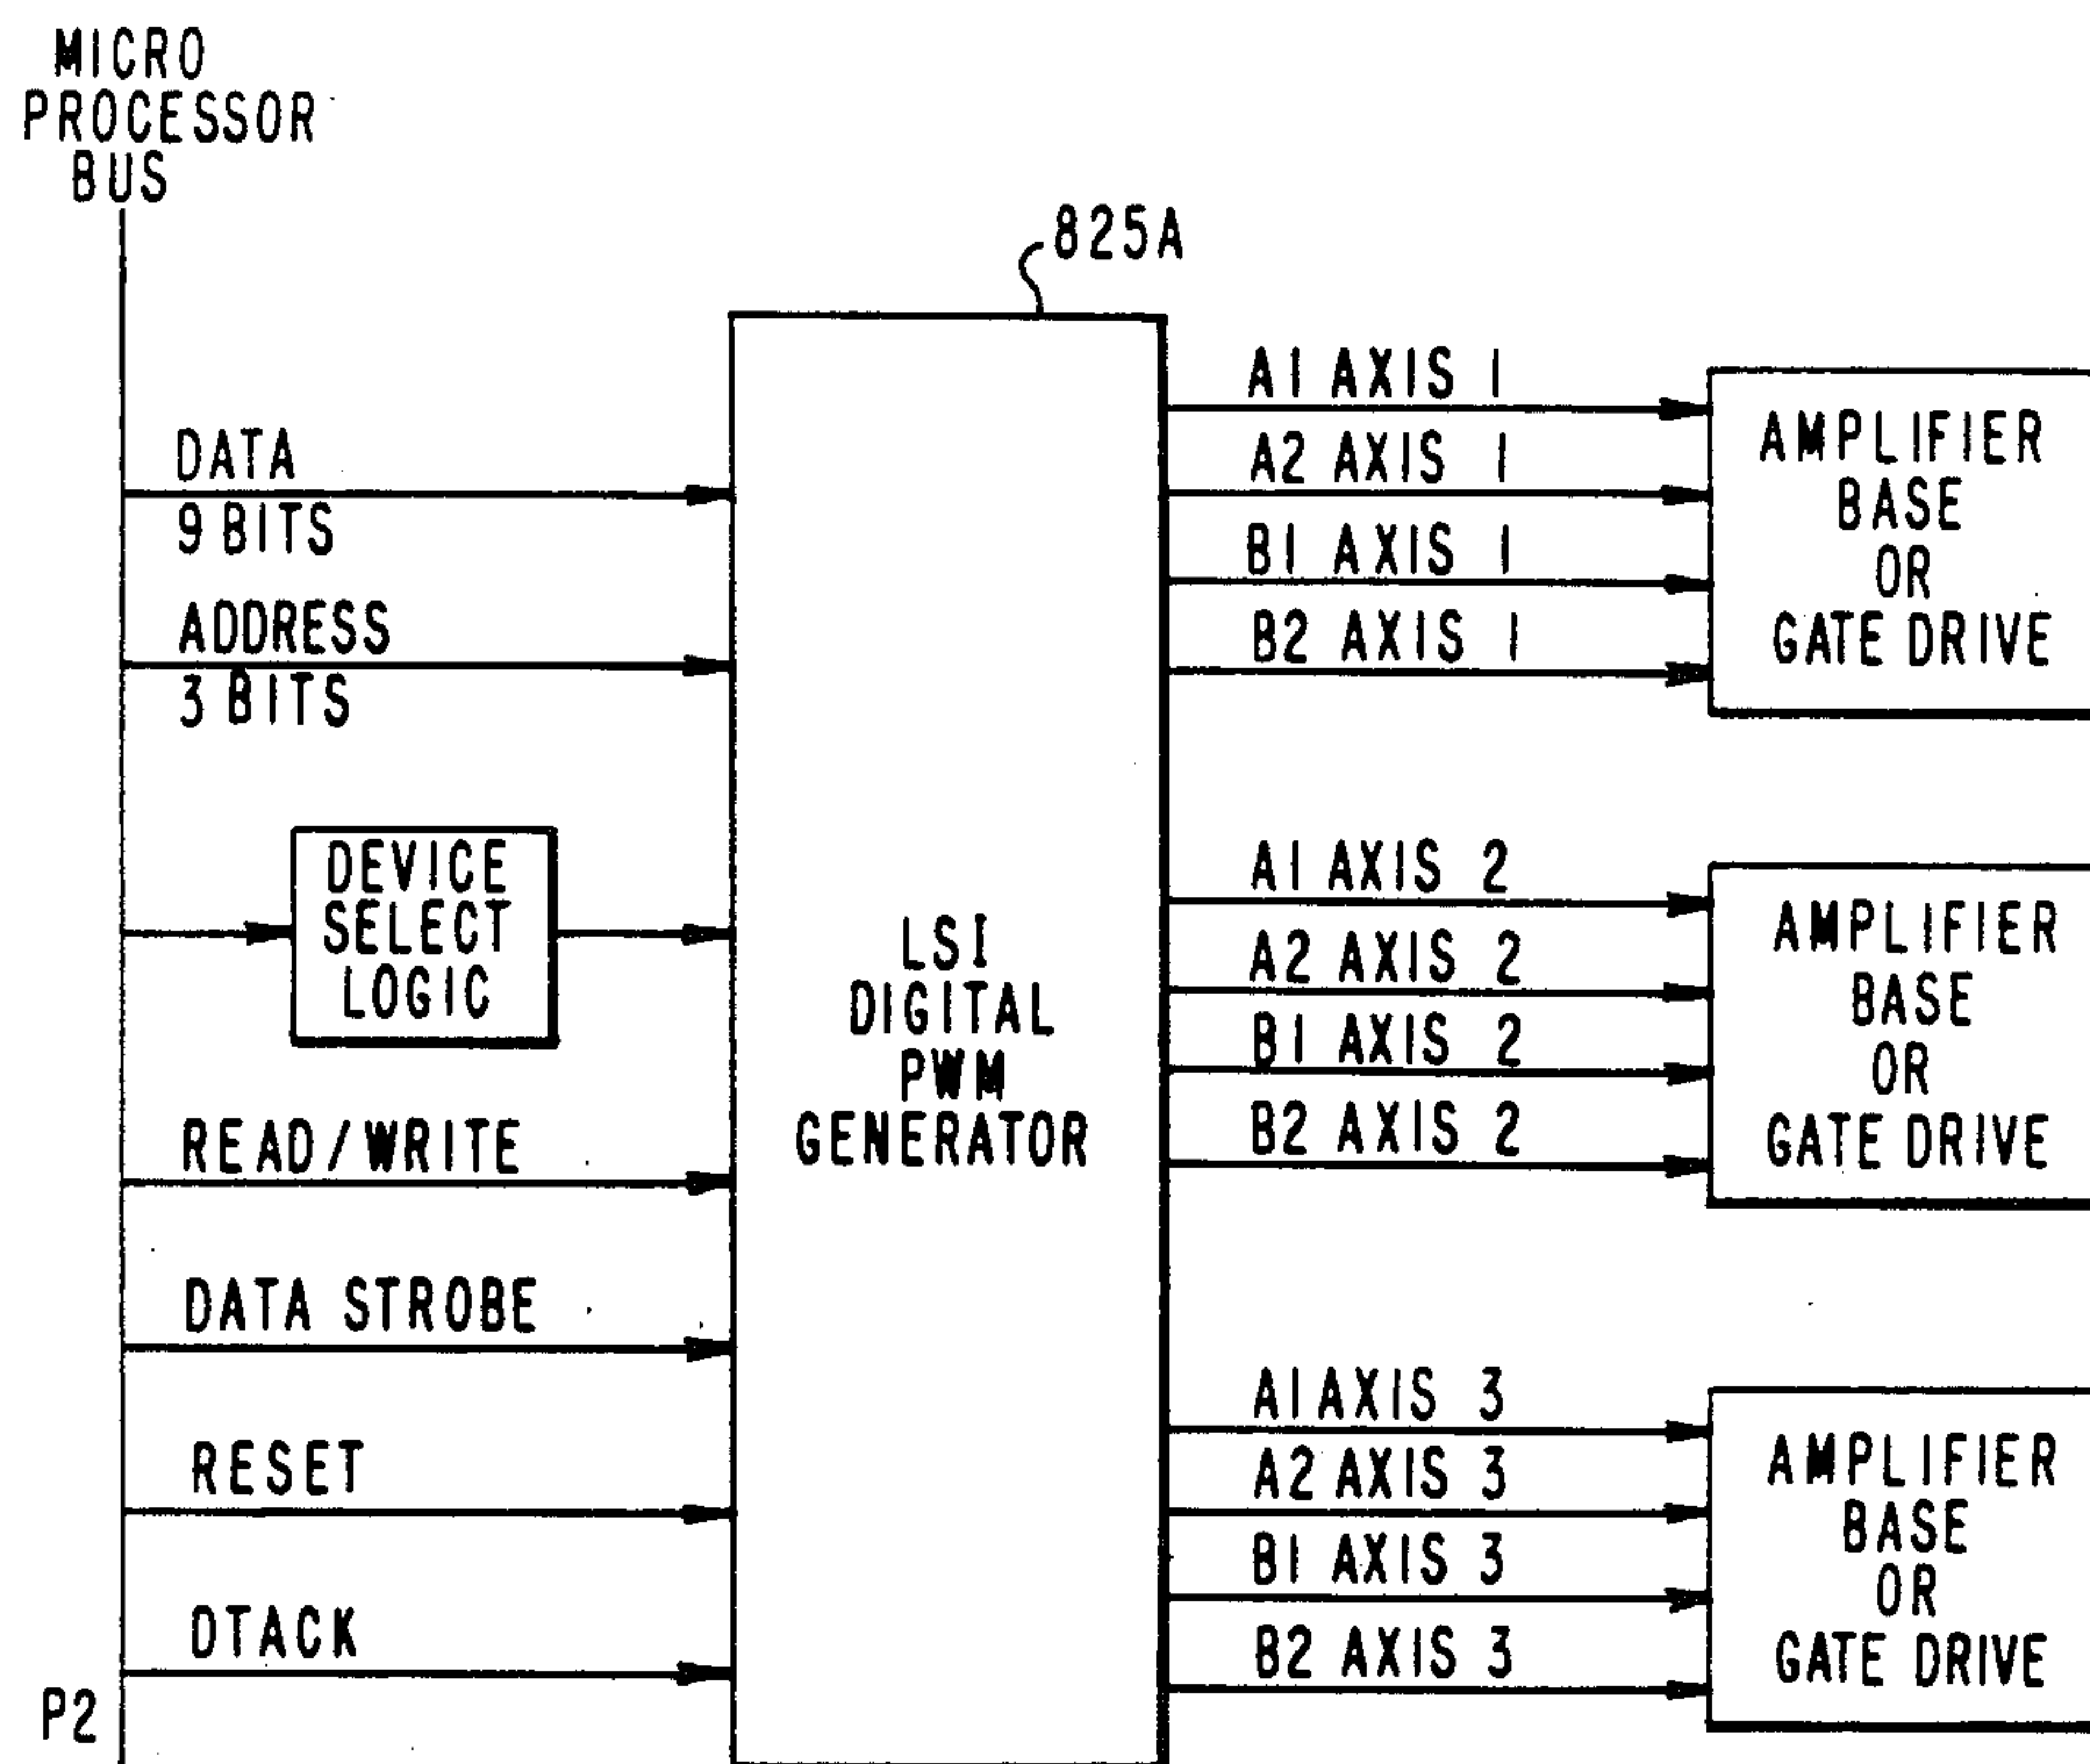 MICRO
PROCESSOR
BUS
825A
DATA
9 BITS
ADDRESS
3 BITS
DEVICE
SELECT
LOGIC
READ/WRITE
DATA STROBE
RESET
DTACK
P2
LSI
DIGITAL
PWM
GENERATOR
A1 AXIS 1
A2 AXIS 1
B1 AXIS 1
B2 AXIS 1
AMPLIFIER
BASE
OR
GATE DRIVE
A1 AXIS 2
A2 AXIS 2
B1 AXIS 2
B2 AXIS 2
AMPLIFIER
BASE
OR
GATE DRIVE
A1 AXIS 3
A2 AXIS 3
B1 AXIS 3
B2 AXIS 3
AMPLIFIER
BASE
OR
GATE DRIVE